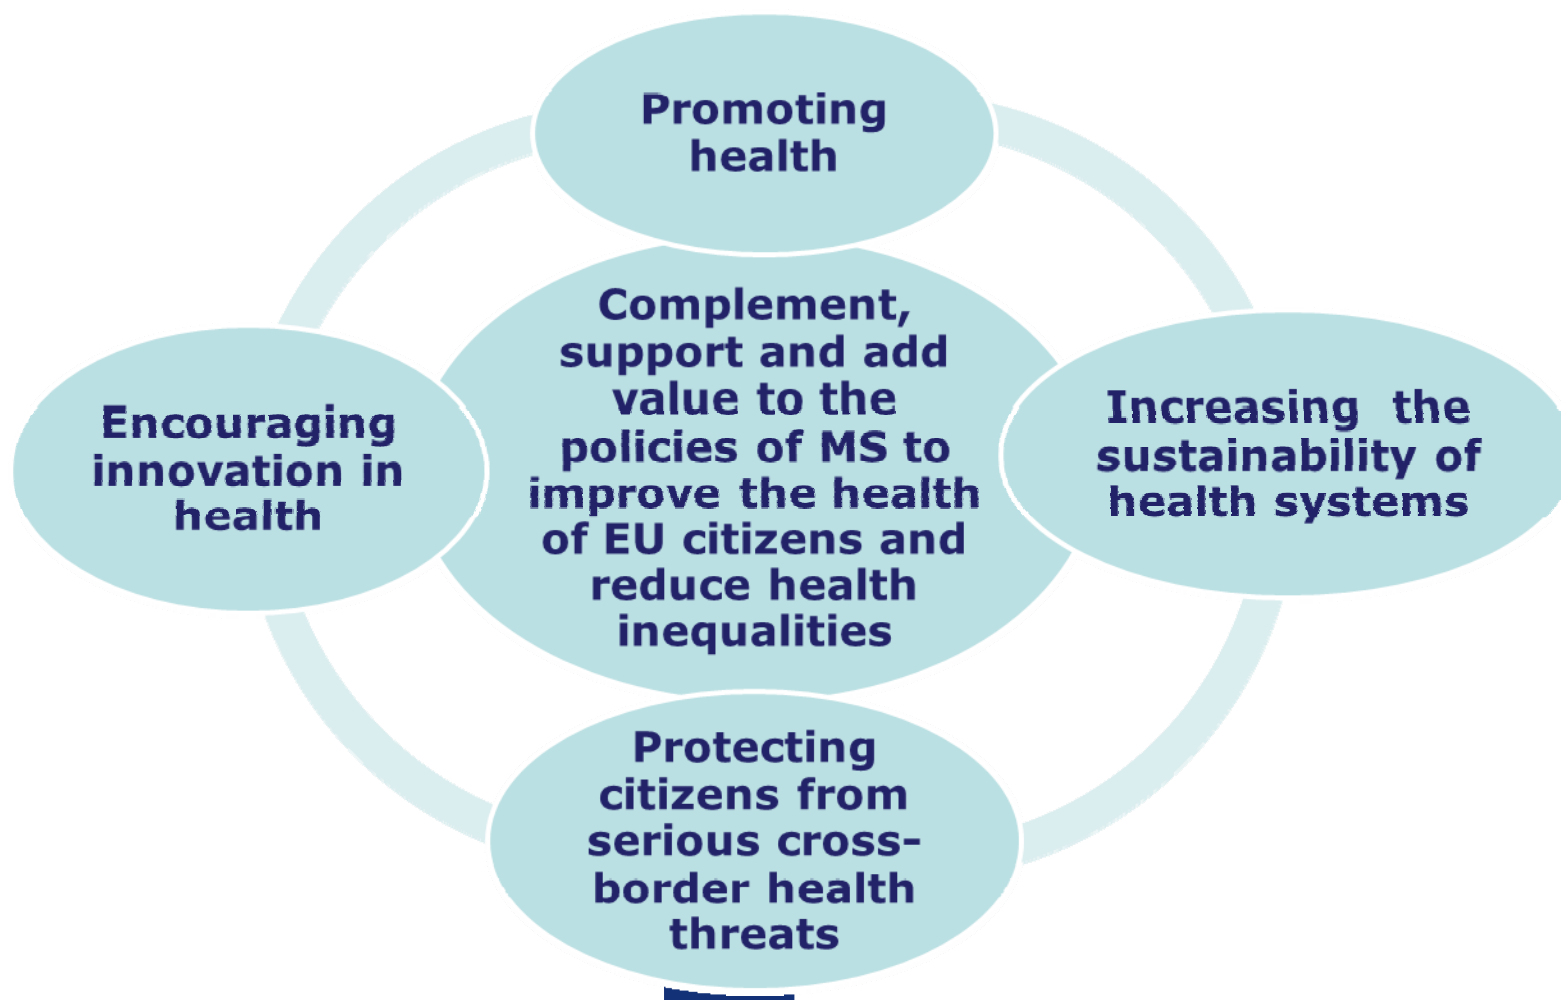 Promoting
health
Complement,
support and add
value to the
policies of MS to
improve the health
of EU citizens and
reduce health
inequalities
Encouraging
innovation in
health
Increasing the
sustainability of
health systems
Protecting
citizens from
serious cross-
border health
threats